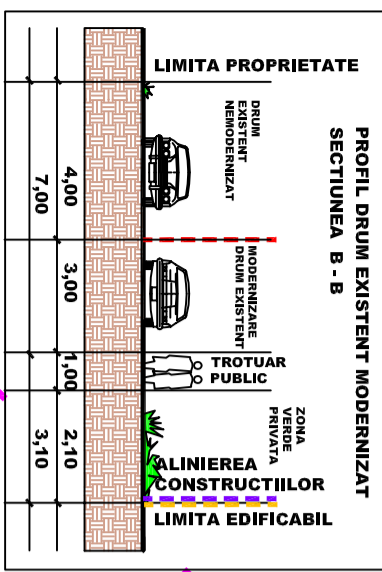 PROFIL DRUM EXISTENT MODERNIZAT
SECTIUNEA B - B
LIMITA PROPRIETATE
DRUM
EXISTENT
NEMODERNIZAT
MODERNIZARE
DRUM EXISTENT
TROTUAR
PUBLIC
ZONA
VERDE
PRIVATA
ALINIEREA
CONSTRUCTIILOR
LIMITA EDIFICABIL
4,00
3,00
1,00
2,10
7,00
3,10